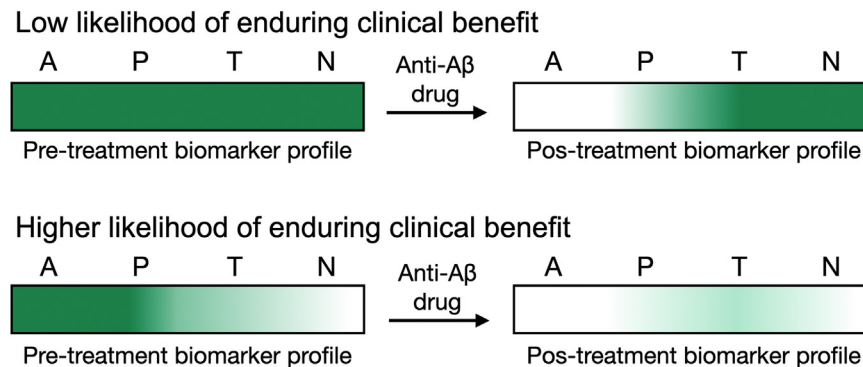 Low likelihood of enduring clinical benefit
A P T N
Anti-Aβ
drug
A P T N
Pre-treatment biomarker profile
Pos-treatment biomarker profile
Higher likelihood of enduring clinical benefit
A P T N
Anti-Aβ
drug
A P T N
Pre-treatment biomarker profile
Pos-treatment biomarker profile